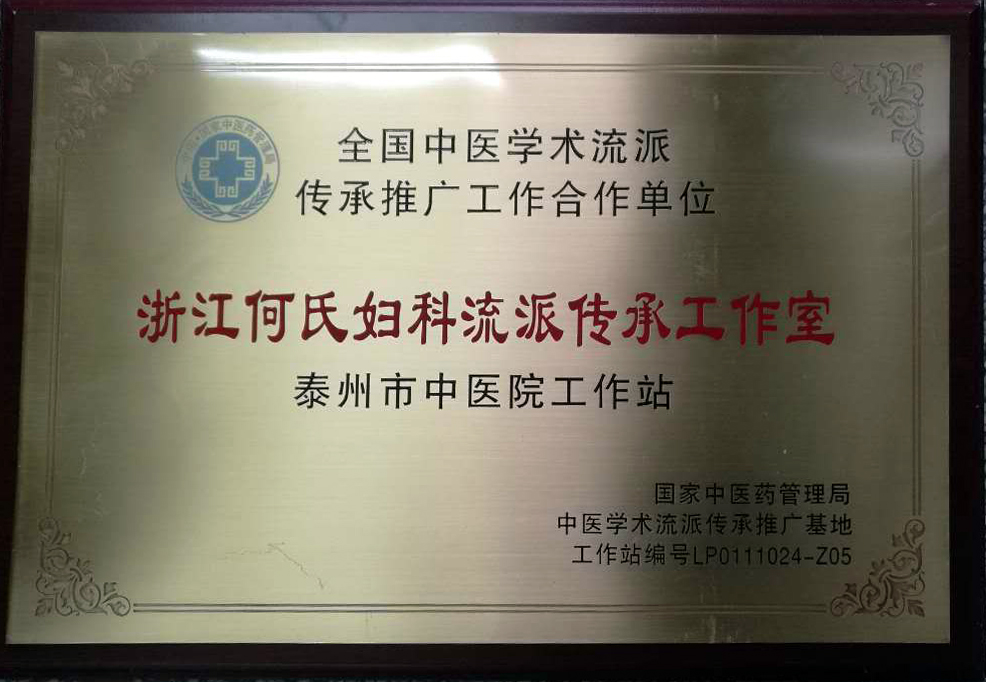 全国中医学术流派
传承推广工作合作单位
浙江何氏妇科流派传承工作室
泰州市中医院工作站
国家中医药管理局
中医学术流派传承推广基地
工作站编号LP0111024-Z05